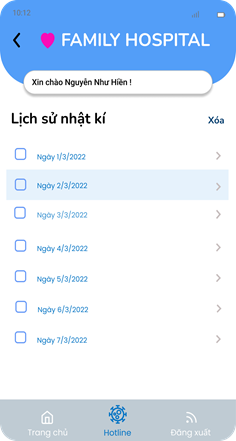 10:12
FAMILY HOSPITAL
Xin chào Nguyễn Như Hiền !
Lịch sử nhật kí
Xóa
Ngày 1/3/2022
Ngày 2/3/2022
Ngày 3/3/2022
Ngày 4/3/2022
Ngày 5/3/2022
Ngày 6/3/2022
Ngày 7/3/2022
Trang chủ
Hotline
Đăng xuất